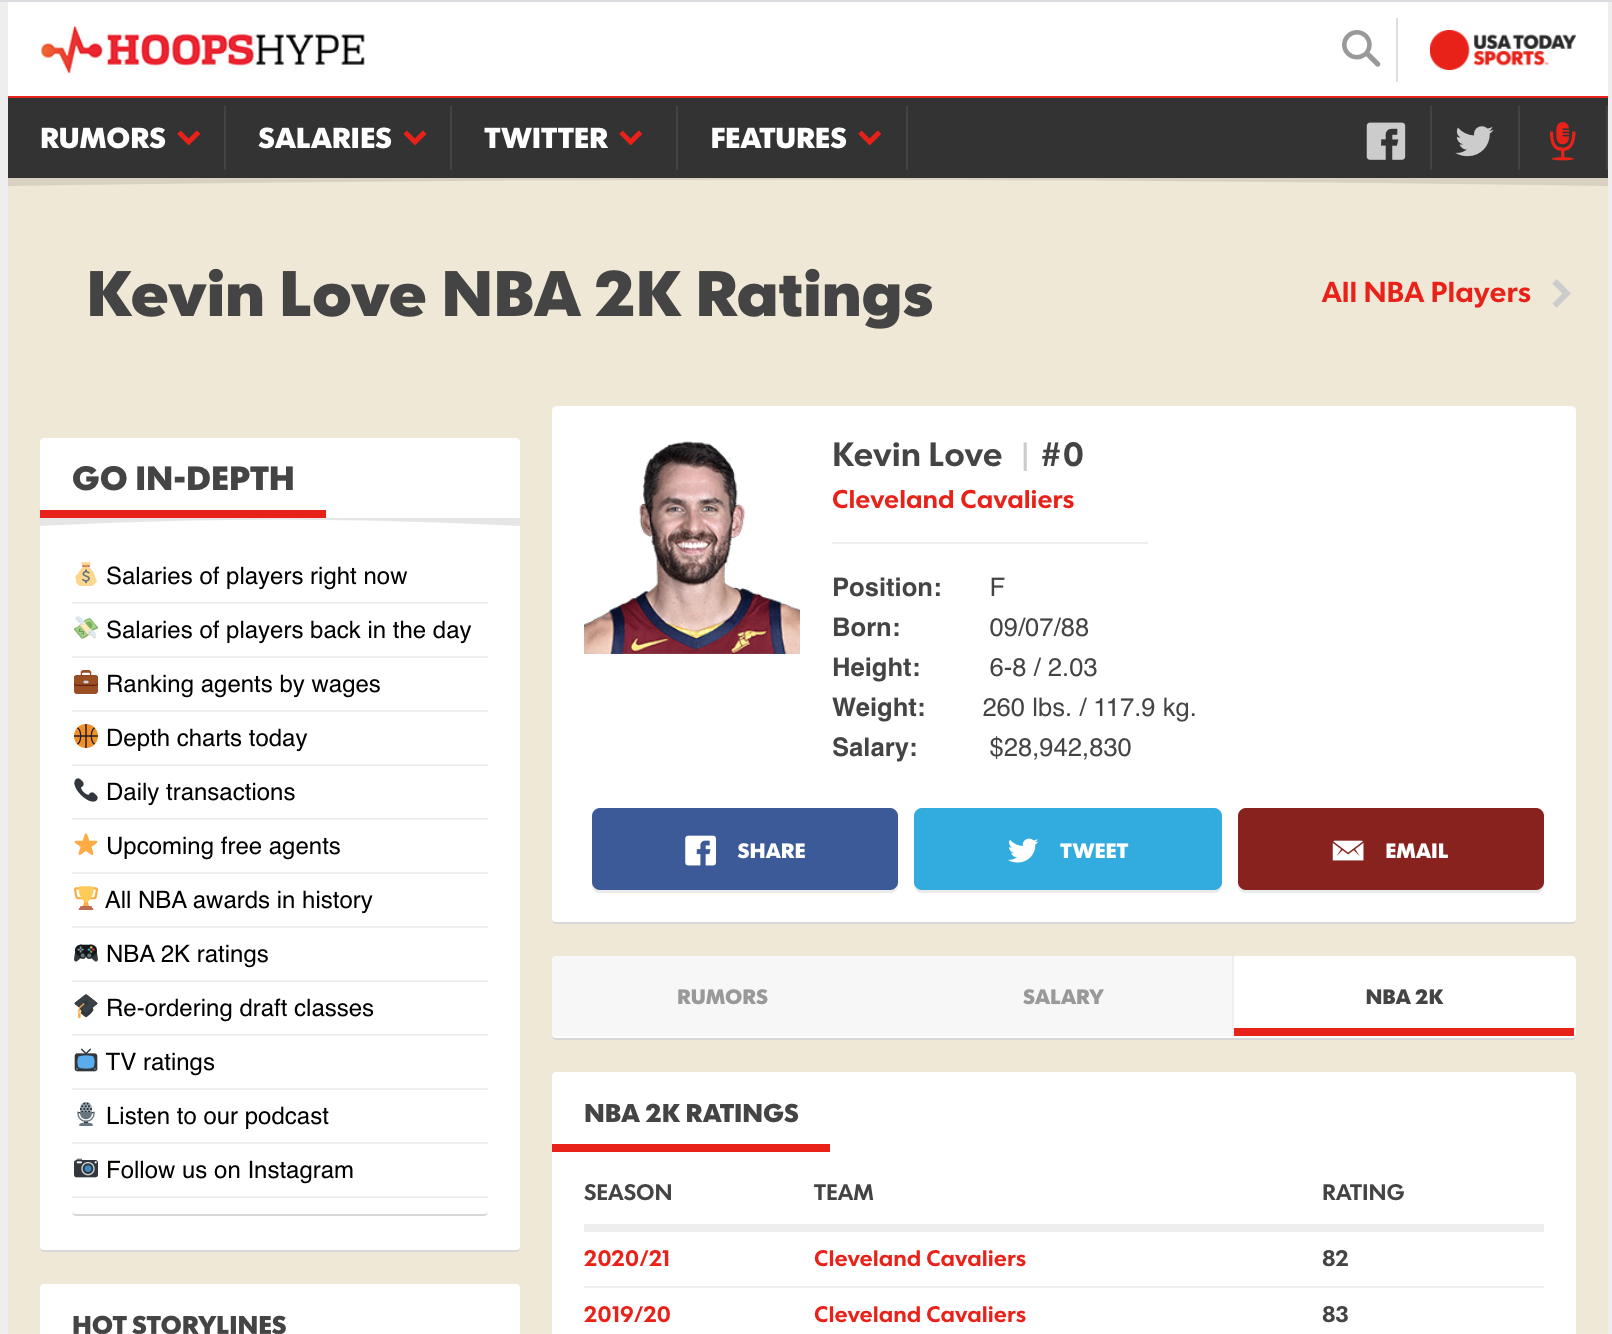 HOOPSHYPE
USA TODAY
SPORTS
RUMORS
SALARIES
TWITTER
FEATURES
Kevin Love NBA 2K Ratings
All NBA Players
GO IN-DEPTH
Salaries of players right now
Salaries of players back in the day
Ranking agents by wages
Depth charts today
Daily transactions
Upcoming free agents
All NBA awards in history
NBA 2K ratings
Re-ordering draft classes
TV ratings
Listen to our podcast
Follow us on Instagram
HOT STORYLINES
Kevin Love | #0
Cleveland Cavaliers
Position: F
Born: 09/07/88
Height: 6-8 / 2.03
Weight: 260 lbs. / 117.9 kg.
Salary: $28,942,830
SHARE
TWEET
EMAIL
RUMORS
SALARY
NBA 2K
NBA 2K RATINGS
SEASON TEAM RATING
2020/21 Cleveland Cavaliers 82
2019/20 Cleveland Cavaliers 83